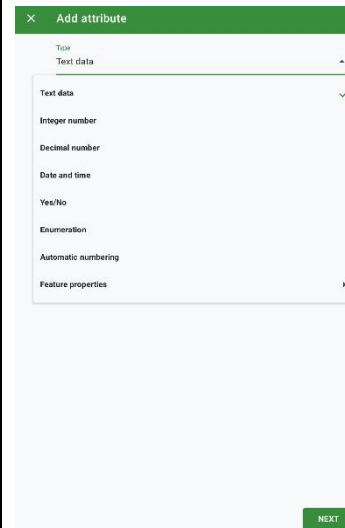 Add attribute
Type
Text data
Text data
Integer number
Decimal number
Date and time
Yes/No
Enumeration
Automatic numbering
Feature properties
NEXT